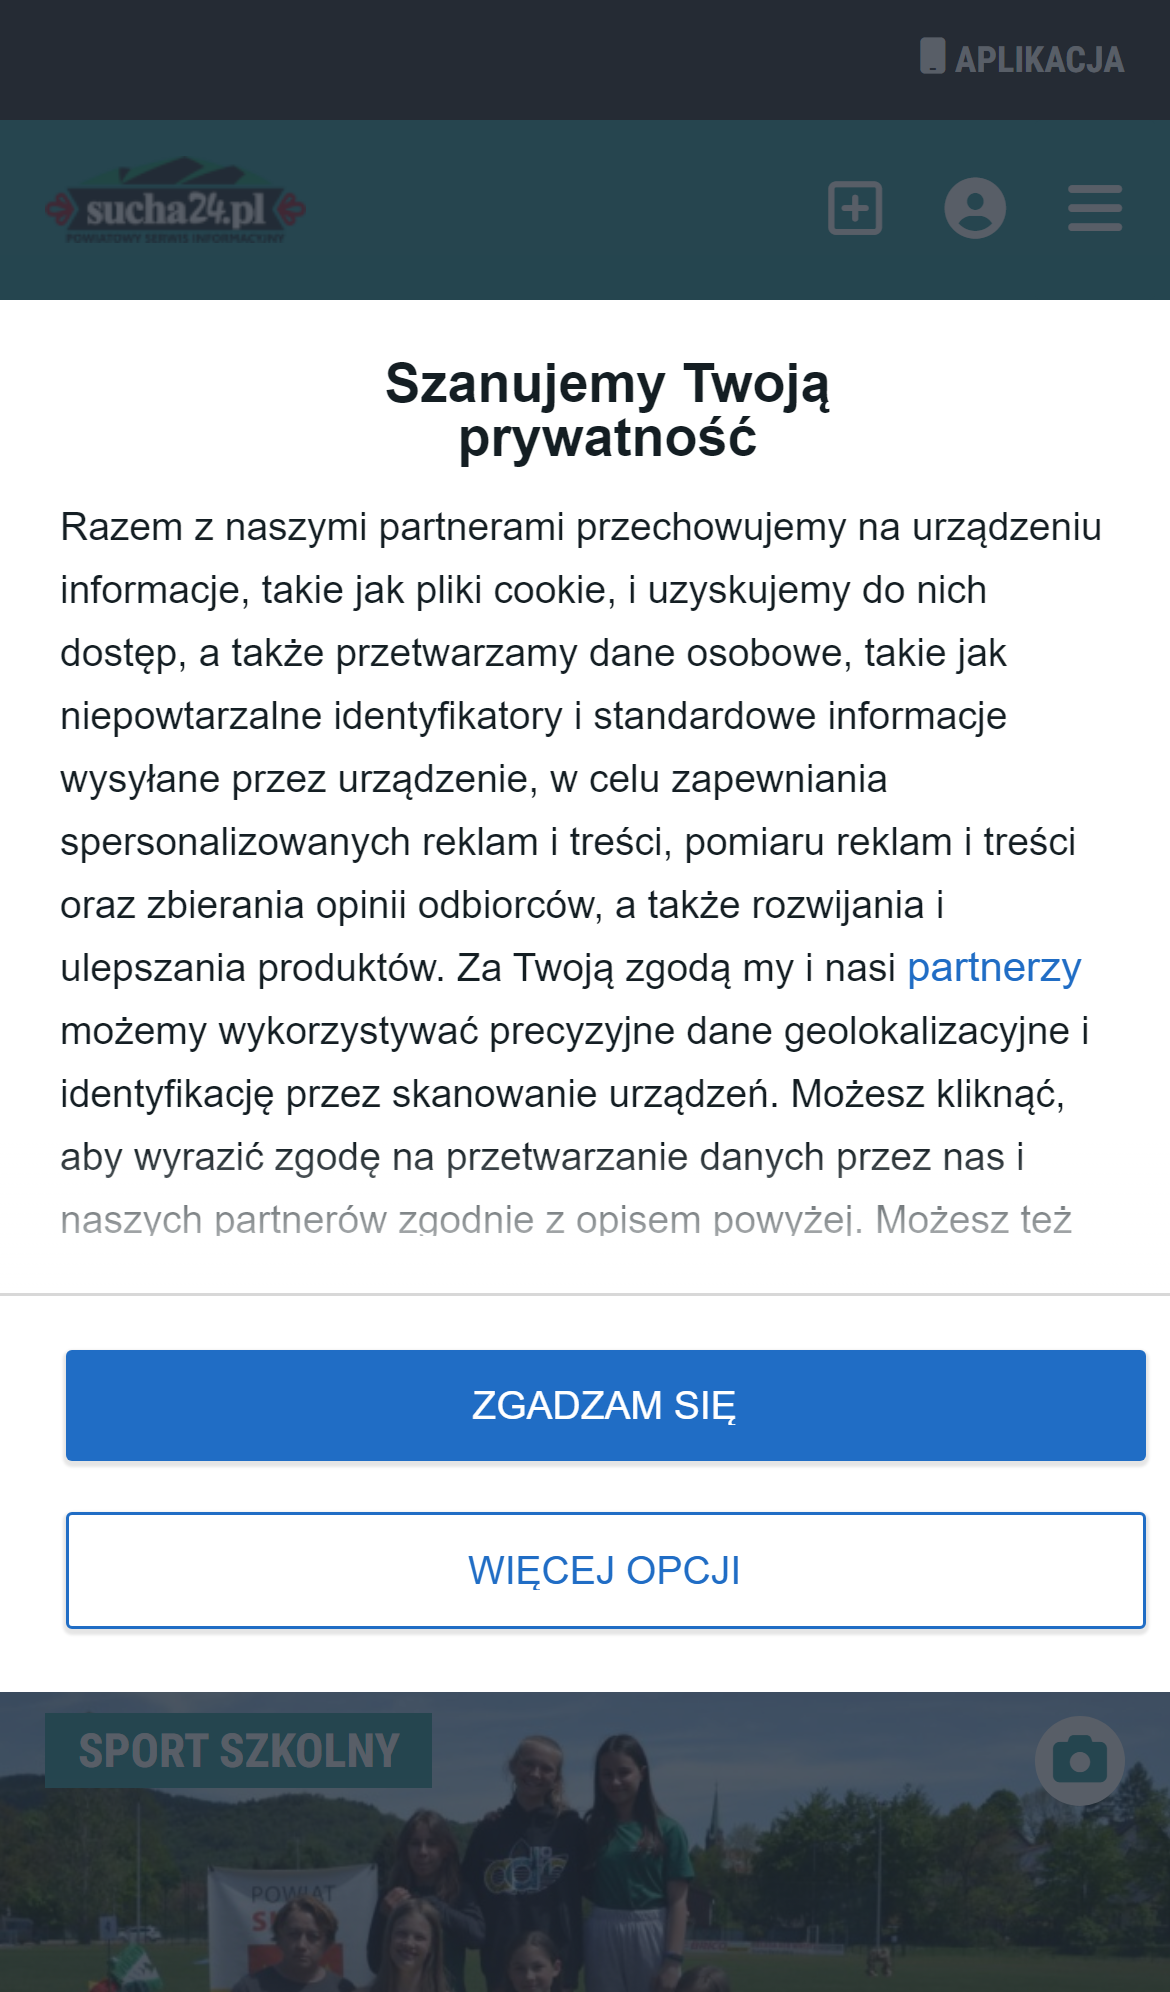 APLIKACJA
sucha24.pl
POWIATOWY SERWIS INFORMACYJNY
Szanujemy Twoją
prywatność
Razem z naszymi partnerami przechowujemy na urządzeniu
informacje, takie jak pliki cookie, i uzyskujemy do nich
dostęp, a także przetwarzamy dane osobowe, takie jak
niepowtarzalne identyfikatory i standardowe informacje
wysyłane przez urządzenie, w celu zapewniania
spersonalizowanych reklam i treści, pomiaru reklam i treści
oraz zbierania opinii odbiorców, a także rozwijania i
ulepszania produktów. Za Twoją zgodą my i nasi partnerzy
możemy wykorzystywać precyzyjne dane geolokalizacyjne i
identyfikację przez skanowanie urządzeń. Możesz kliknąć,
aby wyrazić zgodę na przetwarzanie danych przez nas i
naszych partnerów zgodnie z opisem powyżej. Możesz też
ZGADZAM SIĘ
WIĘCEJ OPCJI
SPORT SZKOLNY
POWIAT